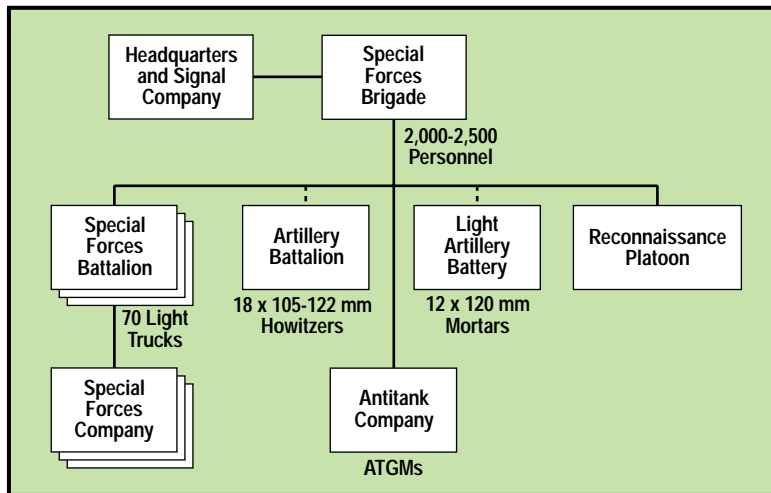 Headquarters
and Signal
Company
Special
Forces
Brigade
2,000-2,500
Personnel
Special
Forces
Battalion
Artillery
Battalion
Light
Artillery
Battery
Reconnaissance
Platoon
70 Light
Trucks
18 x 105-122 mm
Howitzers
12 x 120 mm
Mortars
Special
Forces
Company
Antitank
Company
ATGMs